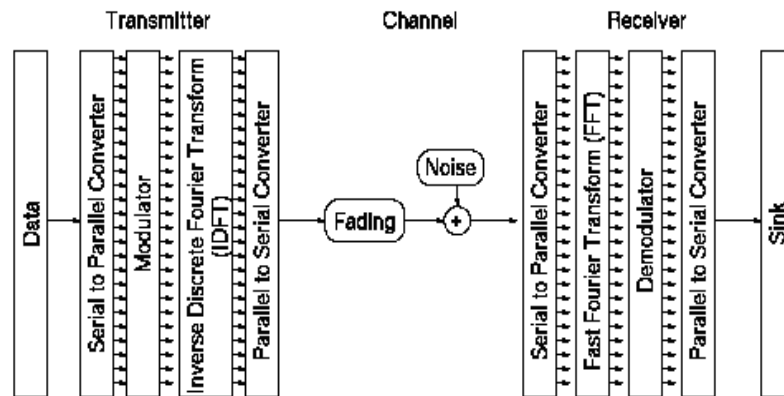 Transmitter
Channel
Receiver
Data
Serial to Parallel Converter
Modulator
Inverse Discrete Fourier Transform
(IDFT)
Parallel to Serial Converter
Fading
Noise
+
Serial to Parallel Converter
Fast Fourier Transform (FFT)
Demodulator
Parallel to Serial Converter
Sink